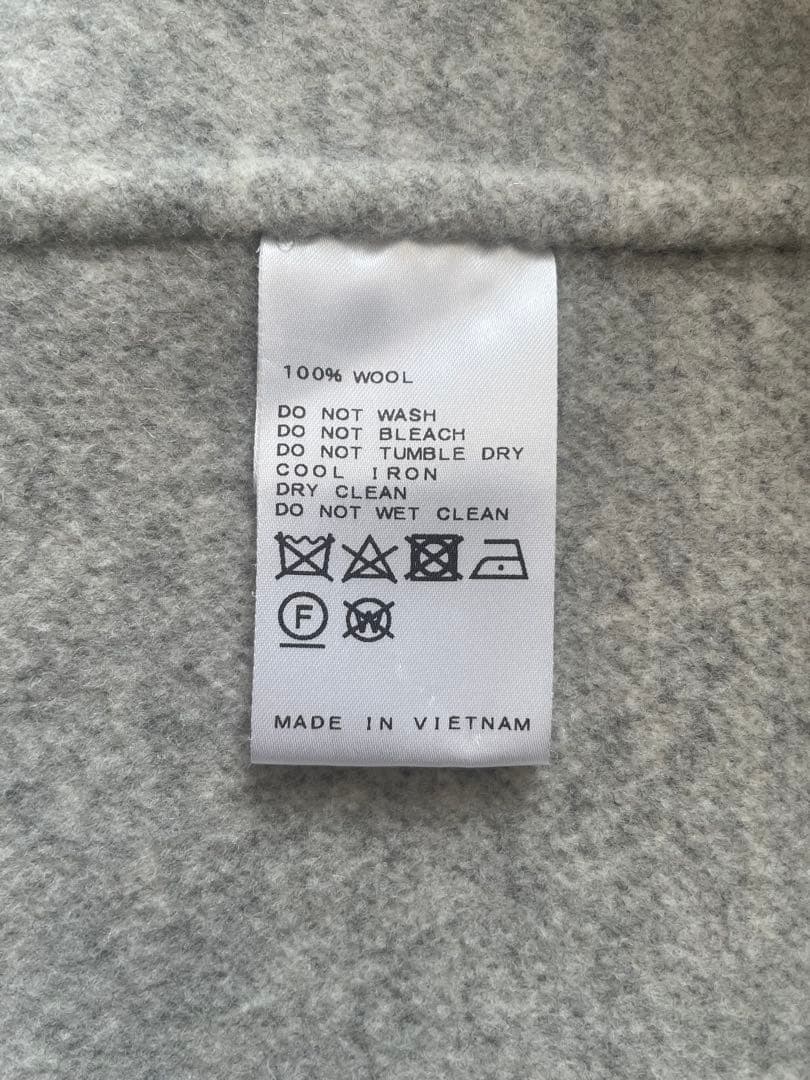 100% WOOL
DO NOT WASH
DO NOT BLEACH
DO NOT TUMBLE DRY
COOL IRON
DRY CLEAN
DO NOT WET CLEAN
F W
MADE IN VIETNAM